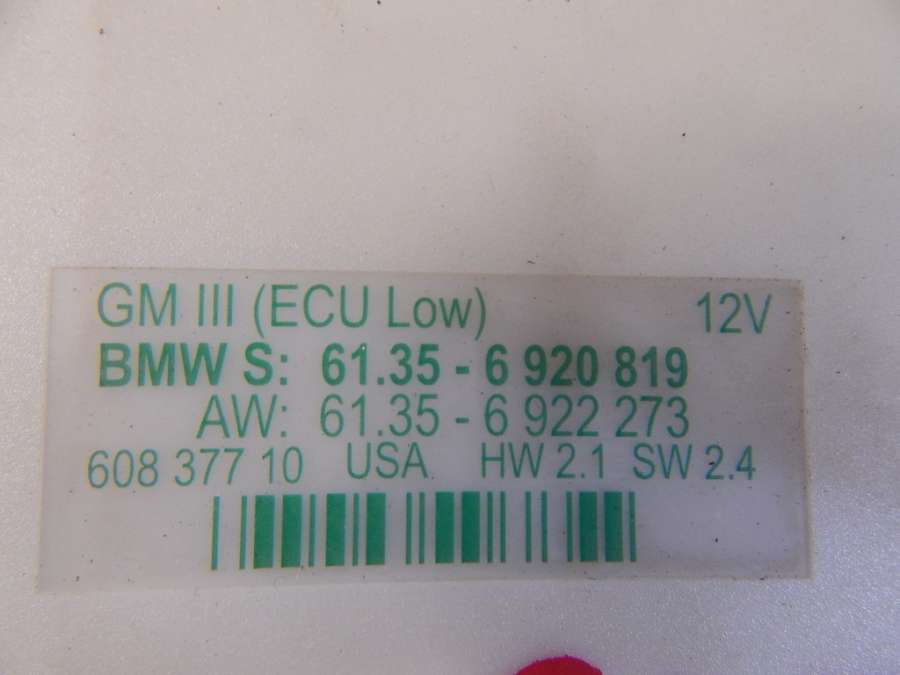 GM III (ECU Low) 12V
BMW S: 61.35 - 6 920 819
AW: 61.35 - 6 922 273
608 377 10 USA HW 2.1 SW 2.4